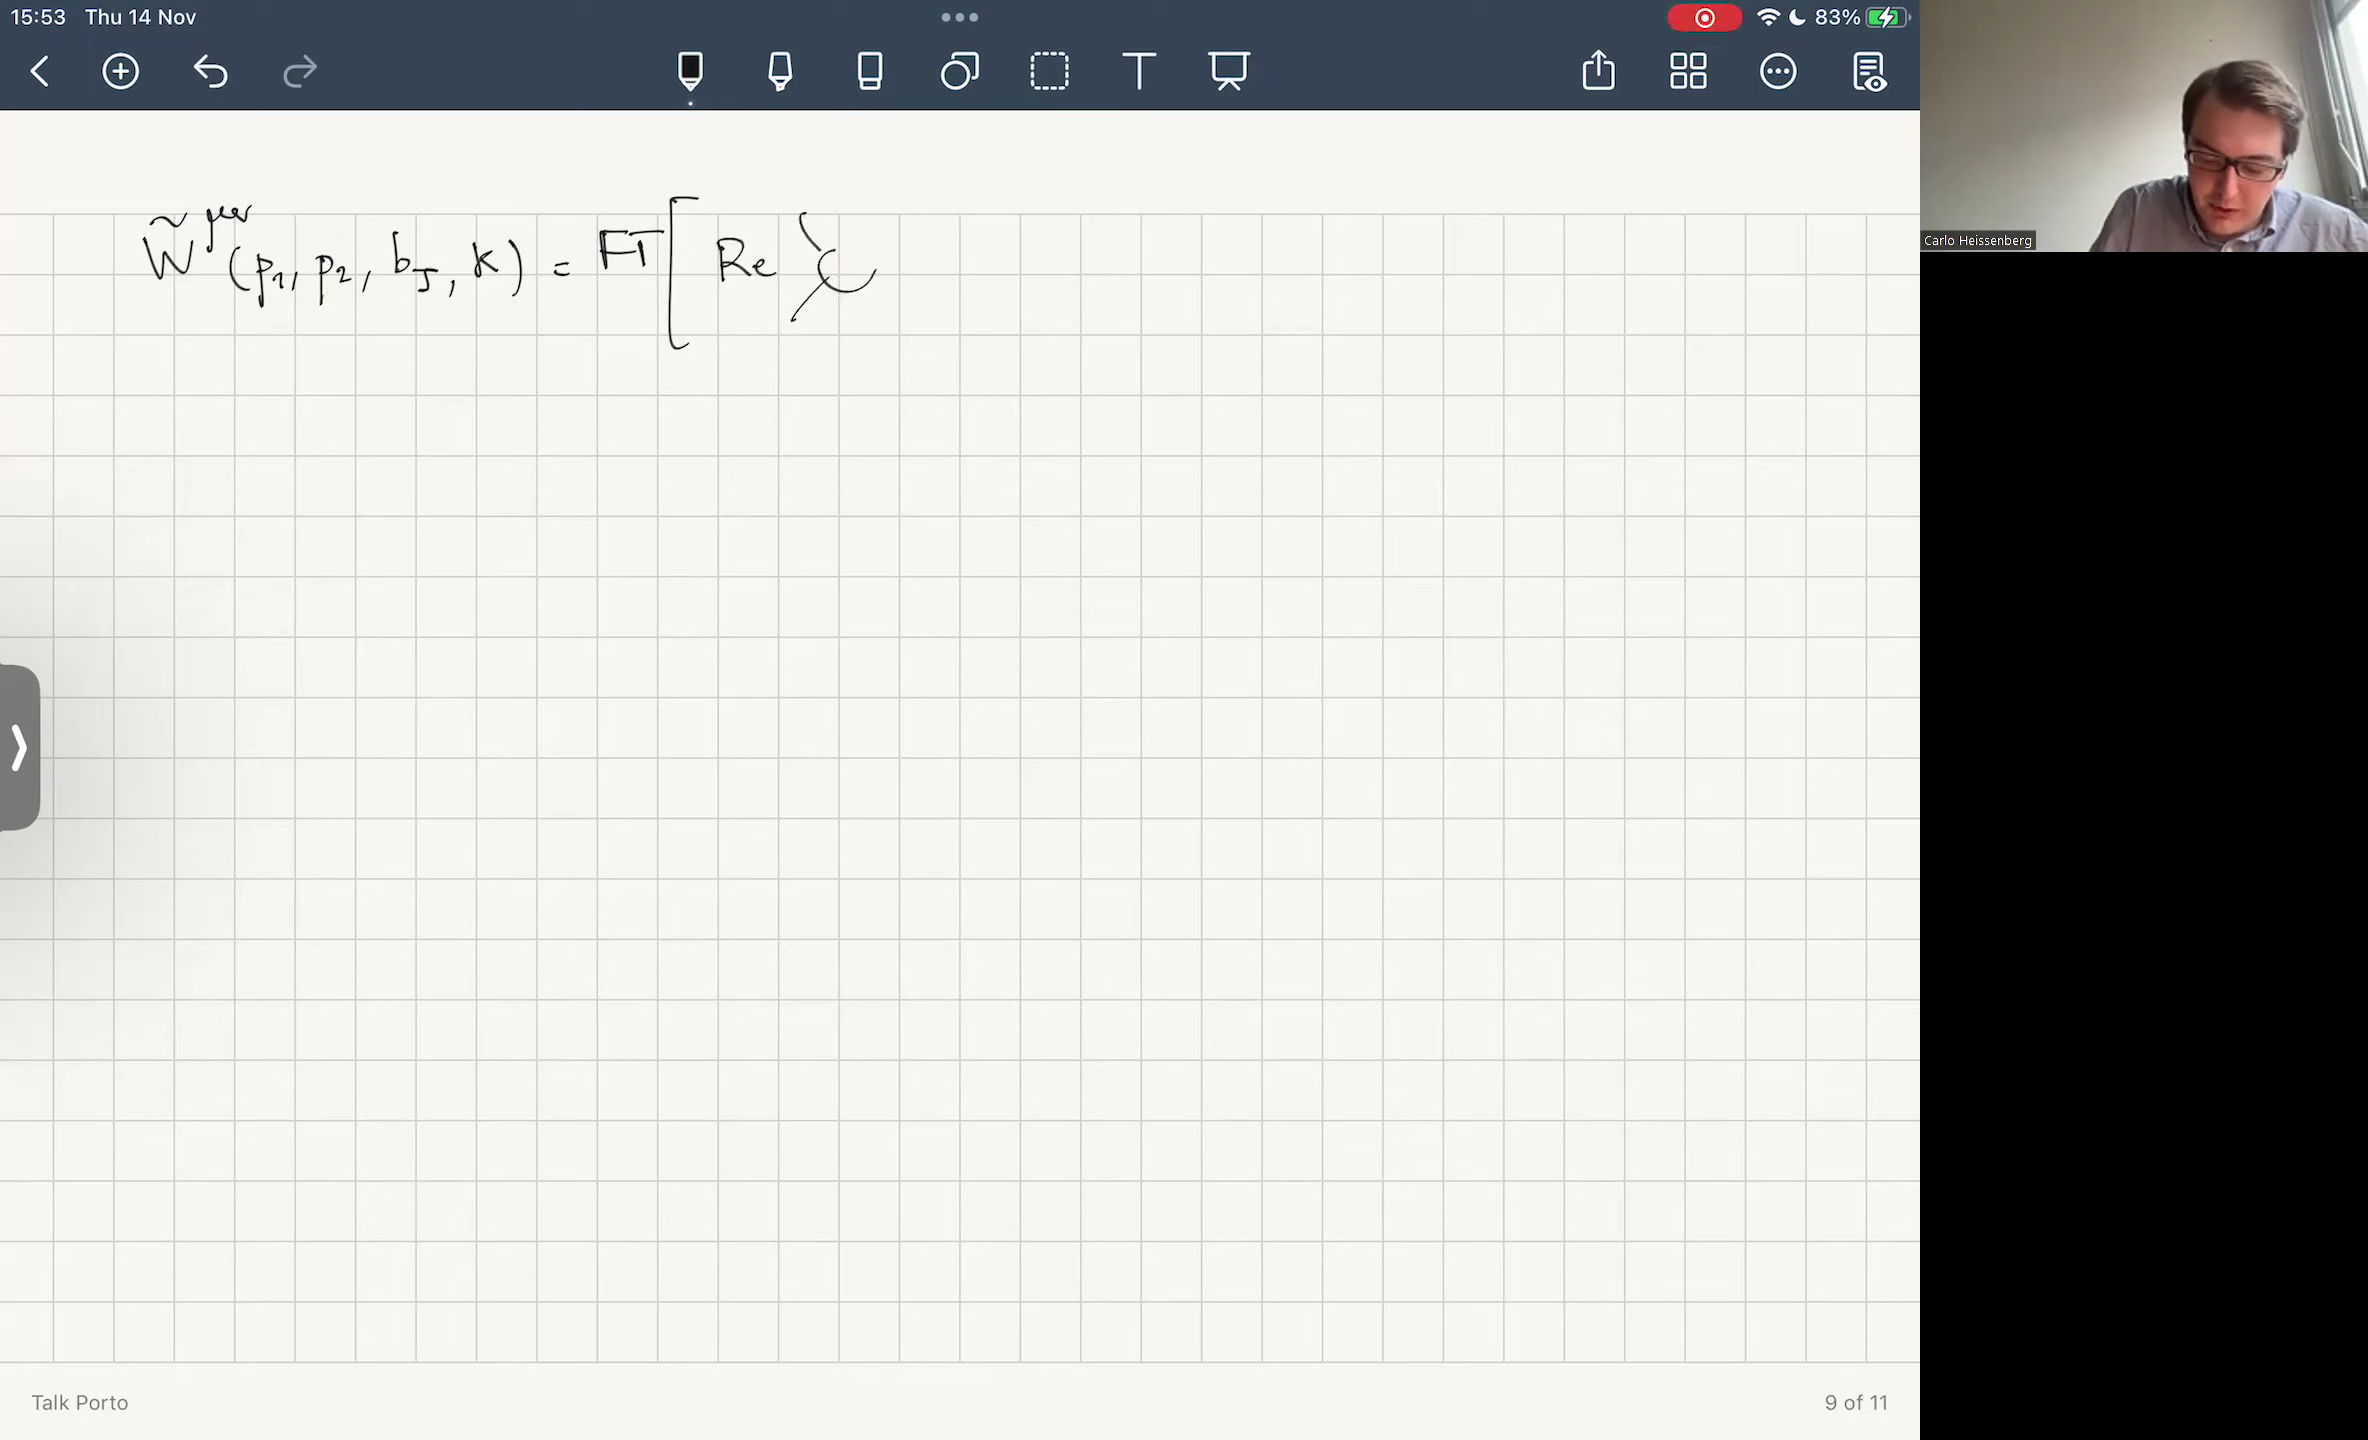 15:53 Thu 14 Nov
83%
W̃^{μν}(p₁, p₂, b_J, k) = FT[ Re
Carlo Heissenberg
Talk Porto
9 of 11